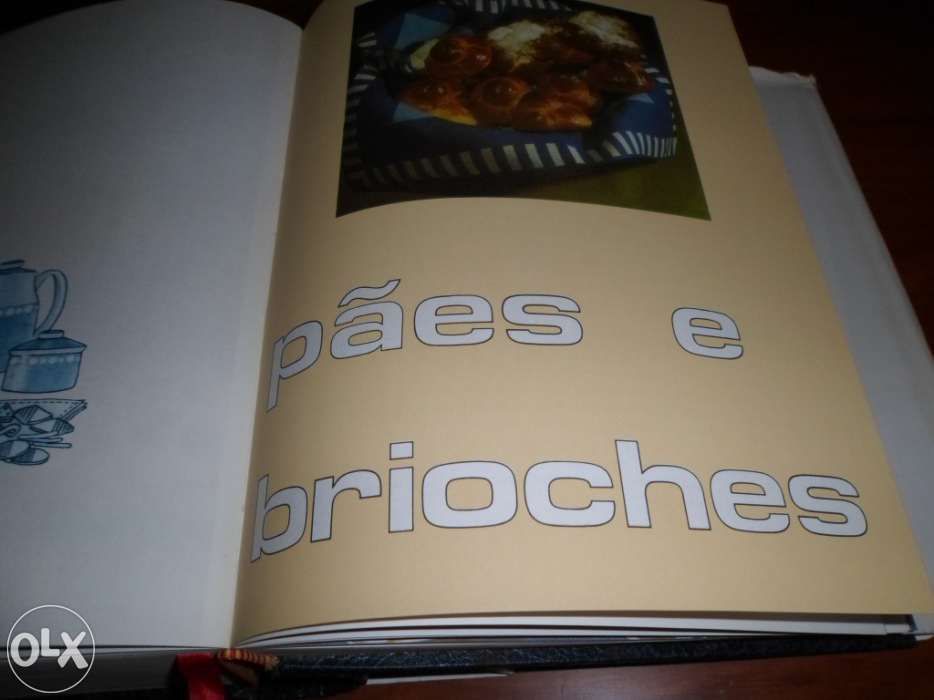 pães e
brioches
OLX